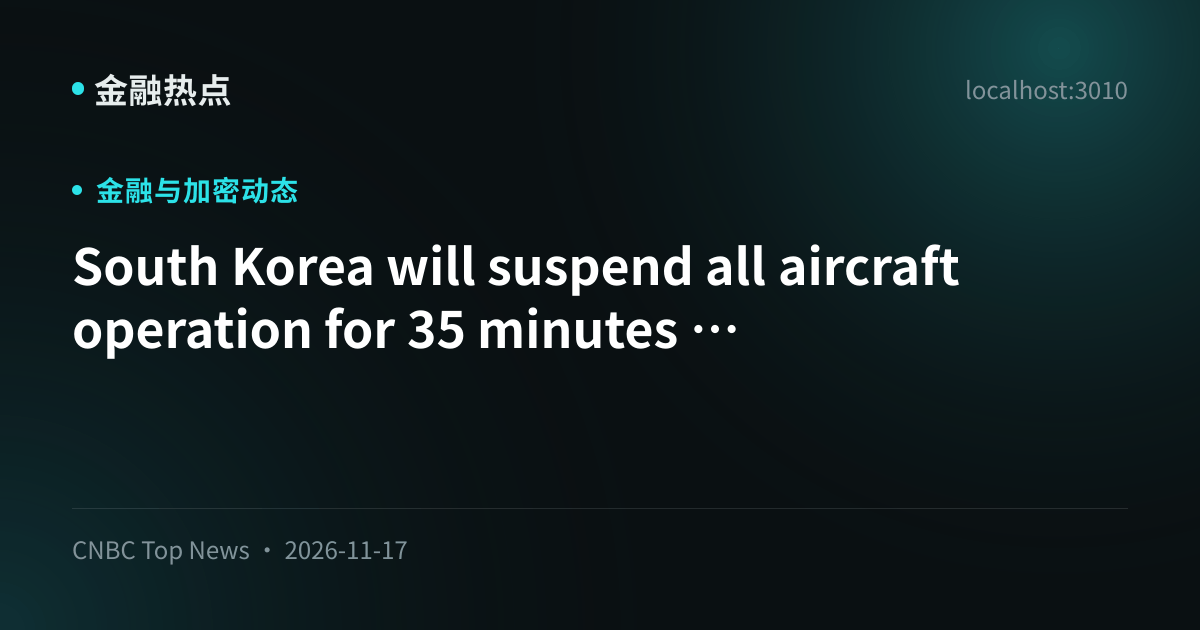 金融热点
localhost:3010
金融与加密动态
South Korea will suspend all aircraft
operation for 35 minutes ···
CNBC Top News · 2026-11-17